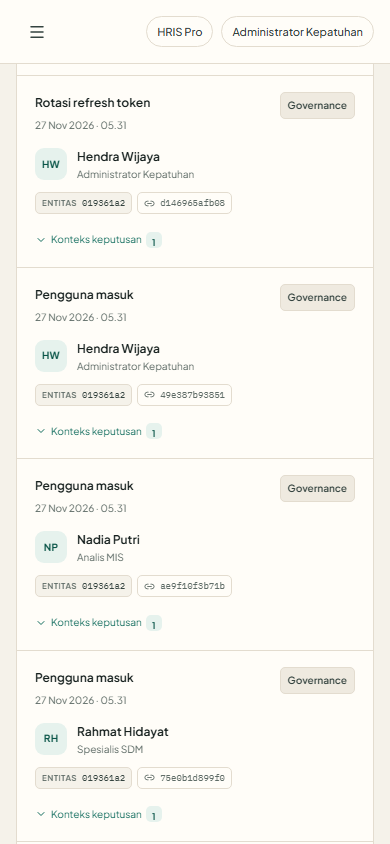 HRIS Pro
Administrator Kepatuhan
Rotasi refresh token
Governance
27 Nov 2026 · 05.31
HW
Hendra Wijaya
Administrator Kepatuhan
ENTITAS 019361a2
d146965afb08
Konteks keputusan 1
Pengguna masuk
Governance
27 Nov 2026 · 05.31
HW
Hendra Wijaya
Administrator Kepatuhan
ENTITAS 019361a2
49e387b93851
Konteks keputusan 1
Pengguna masuk
Governance
27 Nov 2026 · 05.31
NP
Nadia Putri
Analis MIS
ENTITAS 019361a2
ae9f10f3b71b
Konteks keputusan 1
Pengguna masuk
Governance
27 Nov 2026 · 05.31
RH
Rahmat Hidayat
Spesialis SDM
ENTITAS 019361a2
75e0b1d899f0
Konteks keputusan 1